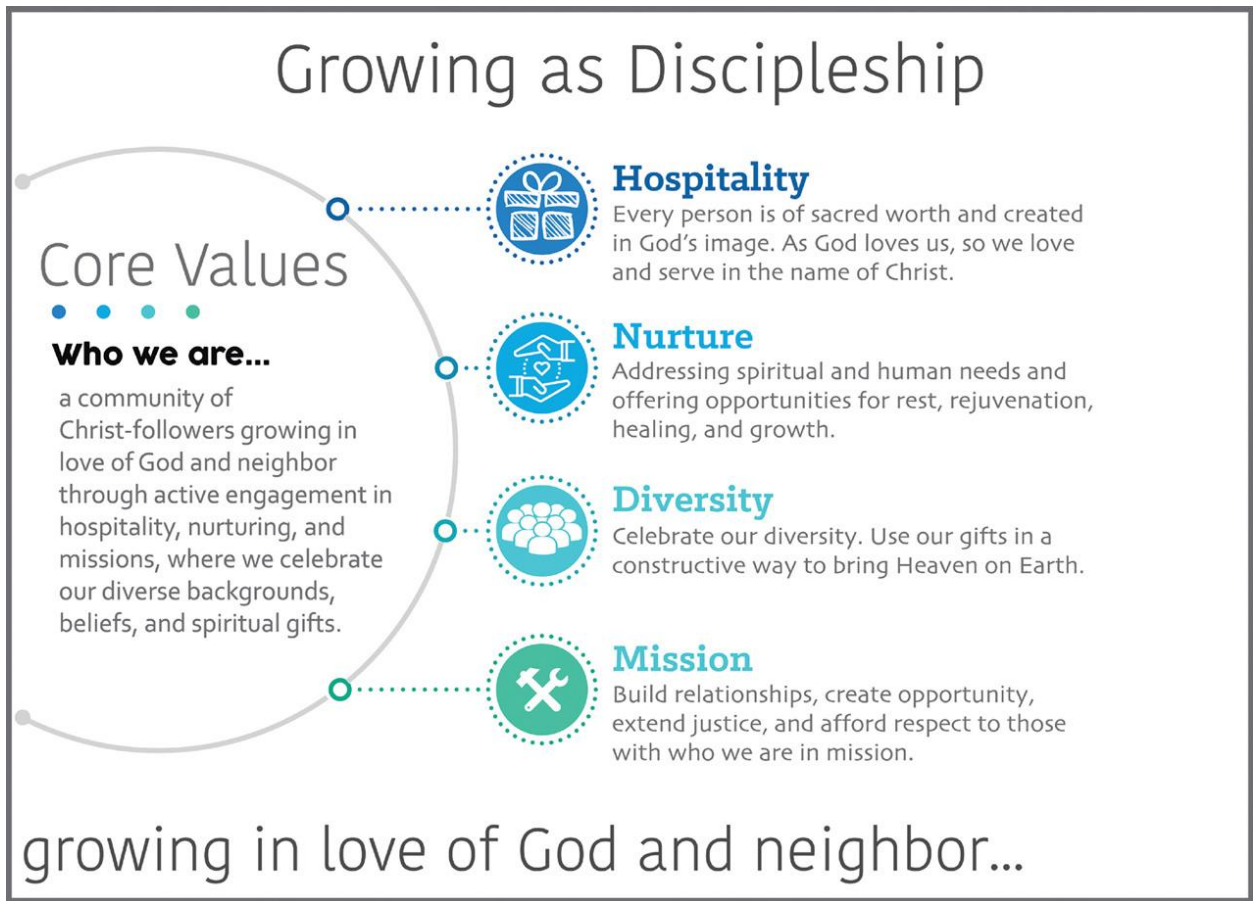 Growing as Discipleship
Core Values
Who we are...
a community of
Christ-followers growing in
love of God and neighbor
through active engagement in
hospitality, nurturing, and
missions, where we celebrate
our diverse backgrounds,
beliefs, and spiritual gifts.
Hospitality
Every person is of sacred worth and created
in God’s image. As God loves us, so we love
and serve in the name of Christ.
Nurture
Addressing spiritual and human needs and
offering opportunities for rest, rejuvenation,
healing, and growth.
Diversity
Celebrate our diversity. Use our gifts in a
constructive way to bring Heaven on Earth.
Mission
Build relationships, create opportunity,
extend justice, and afford respect to those
with who we are in mission.
growing in love of God and neighbor...